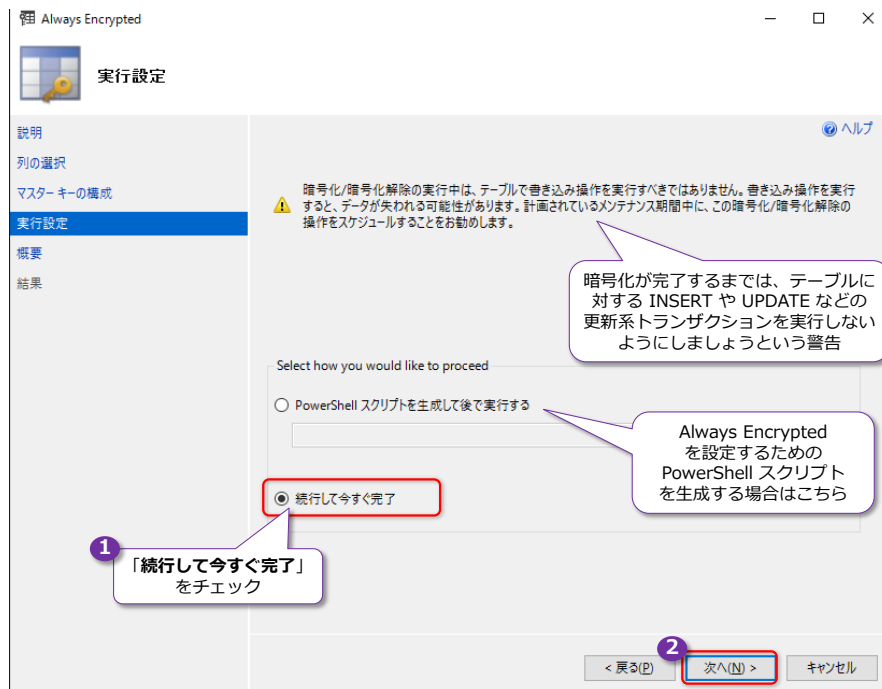 Always Encrypted
実行設定
ヘルプ
説明
列の選択
マスター キーの構成
実行設定
概要
結果
暗号化/暗号化解除の実行中は、テーブルで書き込み操作を実行すべきではありません。書き込み操作を実行
すると、データが失われる可能性があります。計画されているメンテナンス期間中に、この暗号化/暗号化解除の
操作をスケジュールすることをお勧めします。
暗号化が完了するまでは、テーブルに
対する INSERT や UPDATE などの
更新系トランザクションを実行しない
ようにしましょうという警告
Select how you would like to proceed
PowerShell スクリプトを生成して後で実行する
Always Encrypted
を設定するための
PowerShell スクリプト
を生成する場合はこちら
続行して今すぐ完了
1
「続行して今すぐ完了」
をチェック
2
< 戻る(P)
次へ(N) >
キャンセル